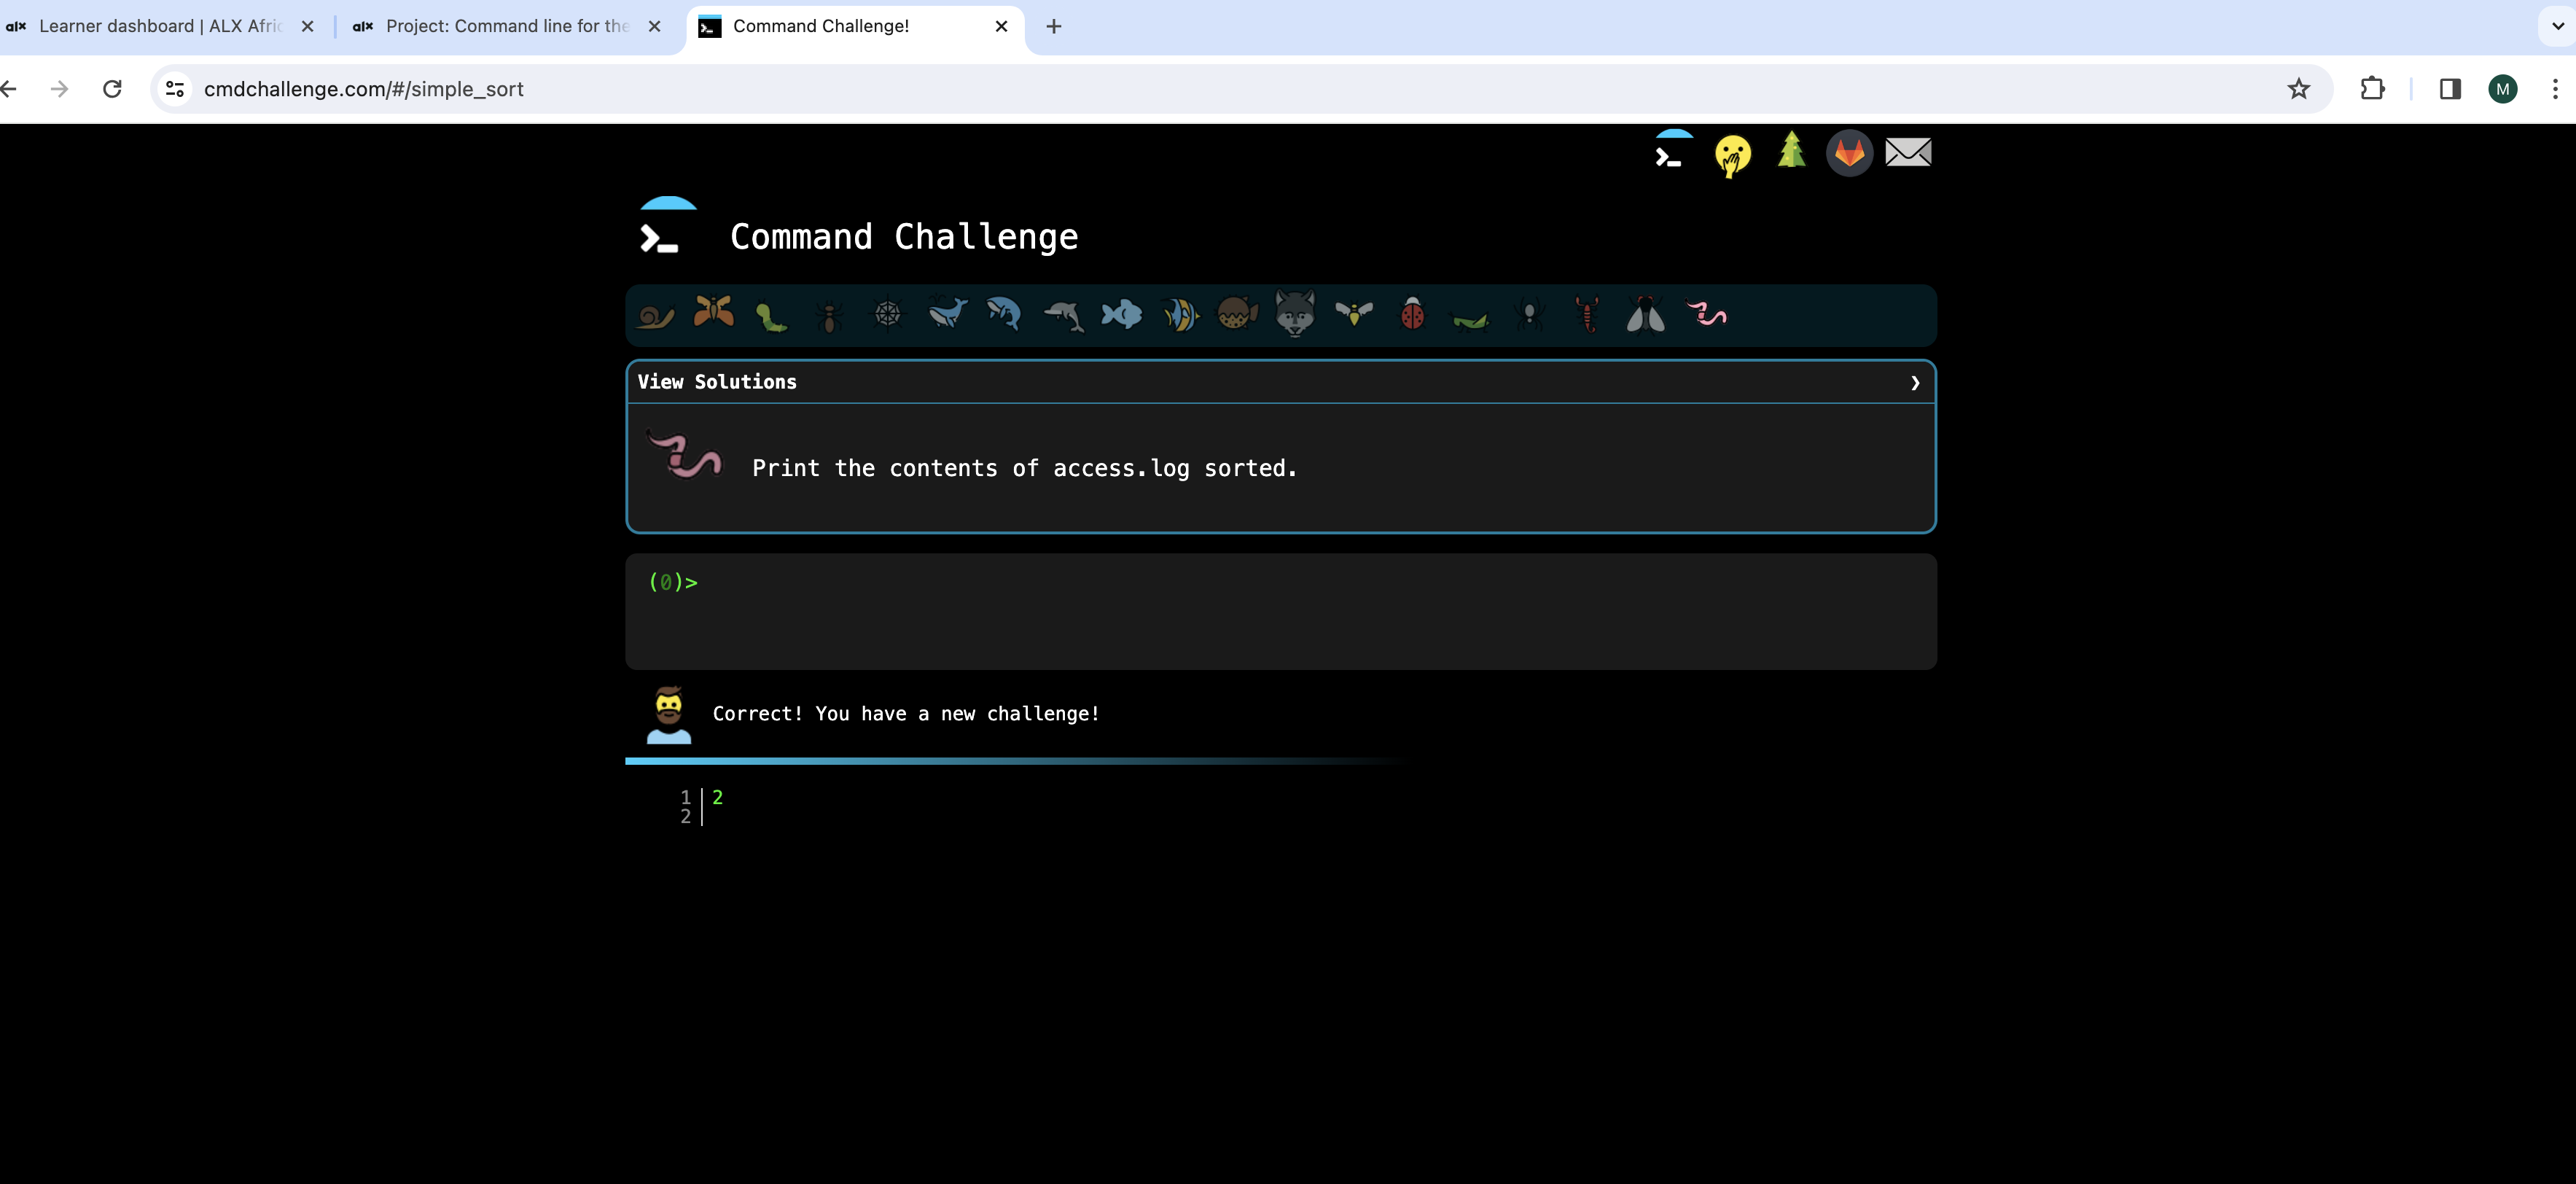 alx Learner dashboard | ALX Afric
alx Project: Command line for the
Command Challenge!
cmdchallenge.com/#/simple_sort
M
Command Challenge
View Solutions
Print the contents of access.log sorted.
(0)>
Correct! You have a new challenge!
1 2
2